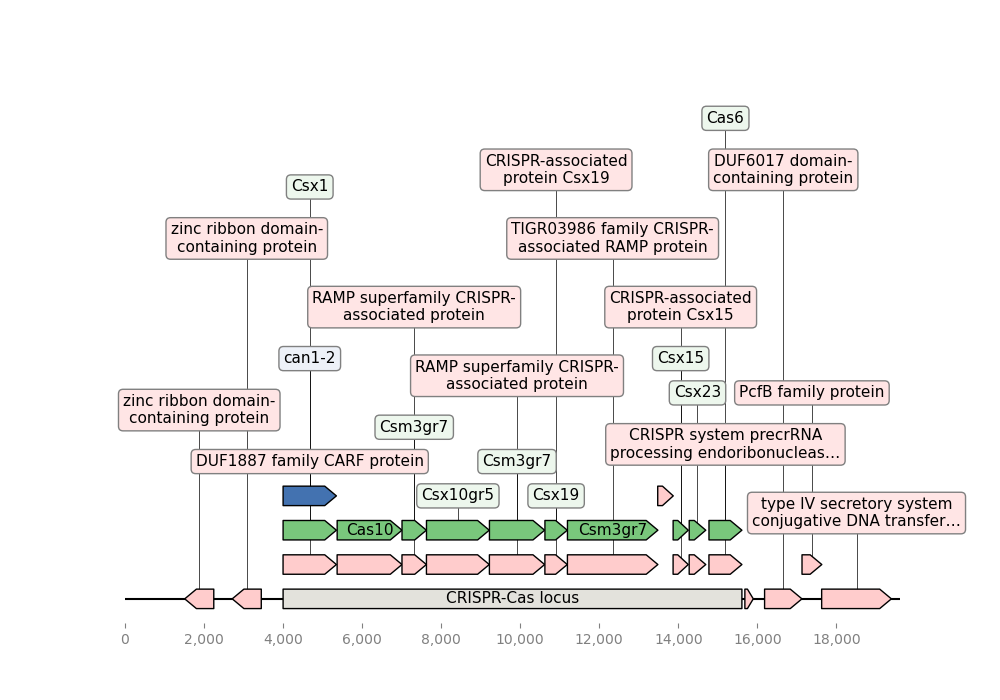 Cas6
CRISPR-associated
protein Csx19
DUF6017 domain-
containing protein
Csx1
zinc ribbon domain-
containing protein
TIGR03986 family CRISPR-
associated RAMP protein
RAMP superfamily CRISPR-
associated protein
CRISPR-associated
protein Csx15
can1-2
Csx15
RAMP superfamily CRISPR-
associated protein
Csx23
PcfB family protein
zinc ribbon domain-
containing protein
Csm3gr7
CRISPR system precrRNA
processing endoribonucleas…
DUF1887 family CARF protein
Csm3gr7
Csx10gr5
Csx19
type IV secretory system
conjugative DNA transfer…
Cas10
Csm3gr7
CRISPR-Cas locus
0
2,000
4,000
6,000
8,000
10,000
12,000
14,000
16,000
18,000